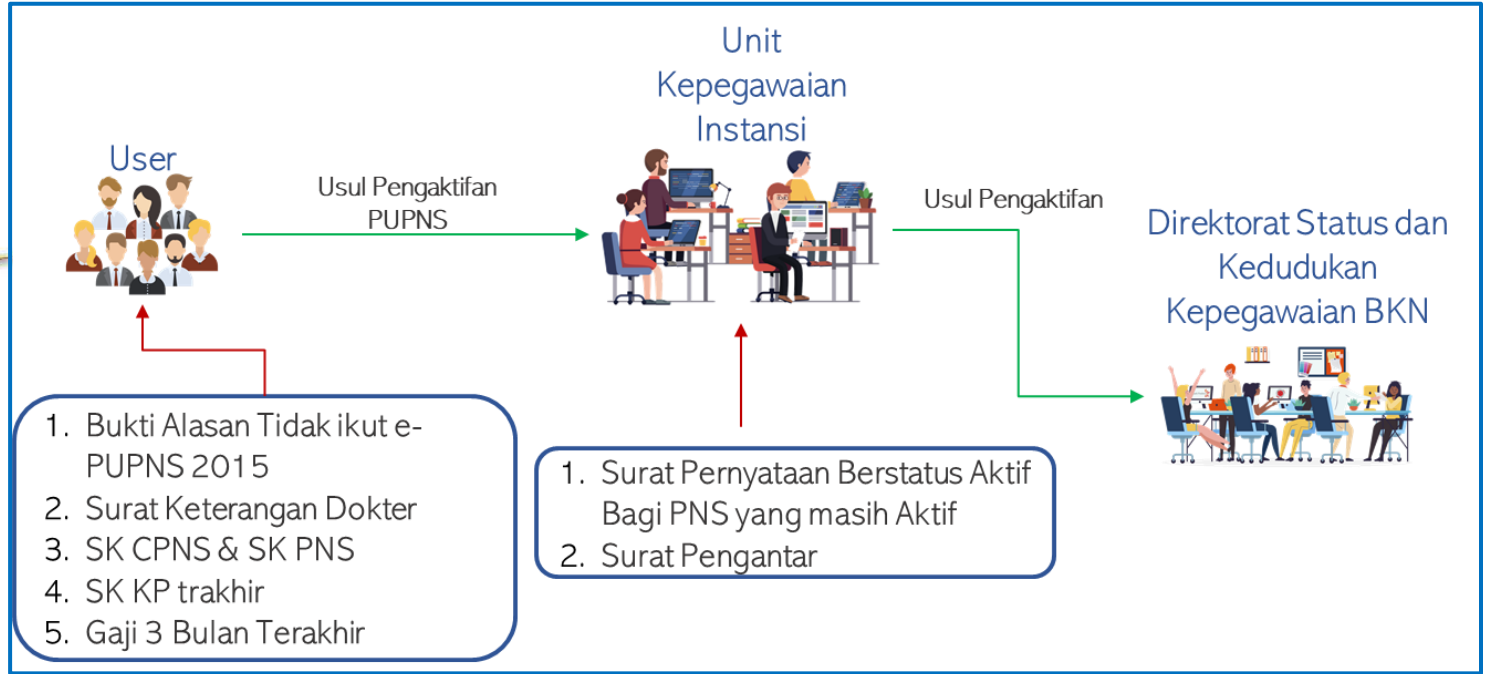 User
Usul Pengaktifan
PUPNS
Unit
Kepegawaian
Instansi
Usul Pengaktifan
Direktorat Status dan
Kedudukan
Kepegawaian BKN
1. Bukti Alasan Tidak ikut e-
PUPNS 2015
2. Surat Keterangan Dokter
3. SK CPNS & SK PNS
4. SK KP trakhir
5. Gaji 3 Bulan Terakhir
1. Surat Pernyataan Berstatus Aktif
Bagi PNS yang masih Aktif
2. Surat Pengantar